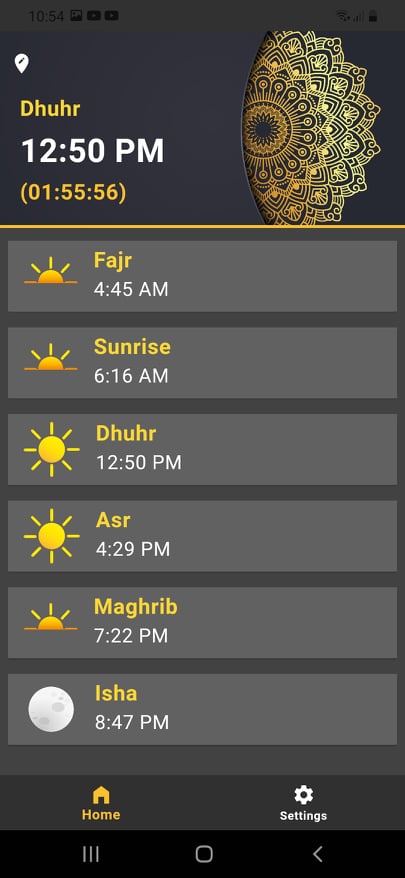 10:54
Dhuhr
12:50 PM
(01:55:56)
Fajr
4:45 AM
Sunrise
6:16 AM
Dhuhr
12:50 PM
Asr
4:29 PM
Maghrib
7:22 PM
Isha
8:47 PM
Home
Settings